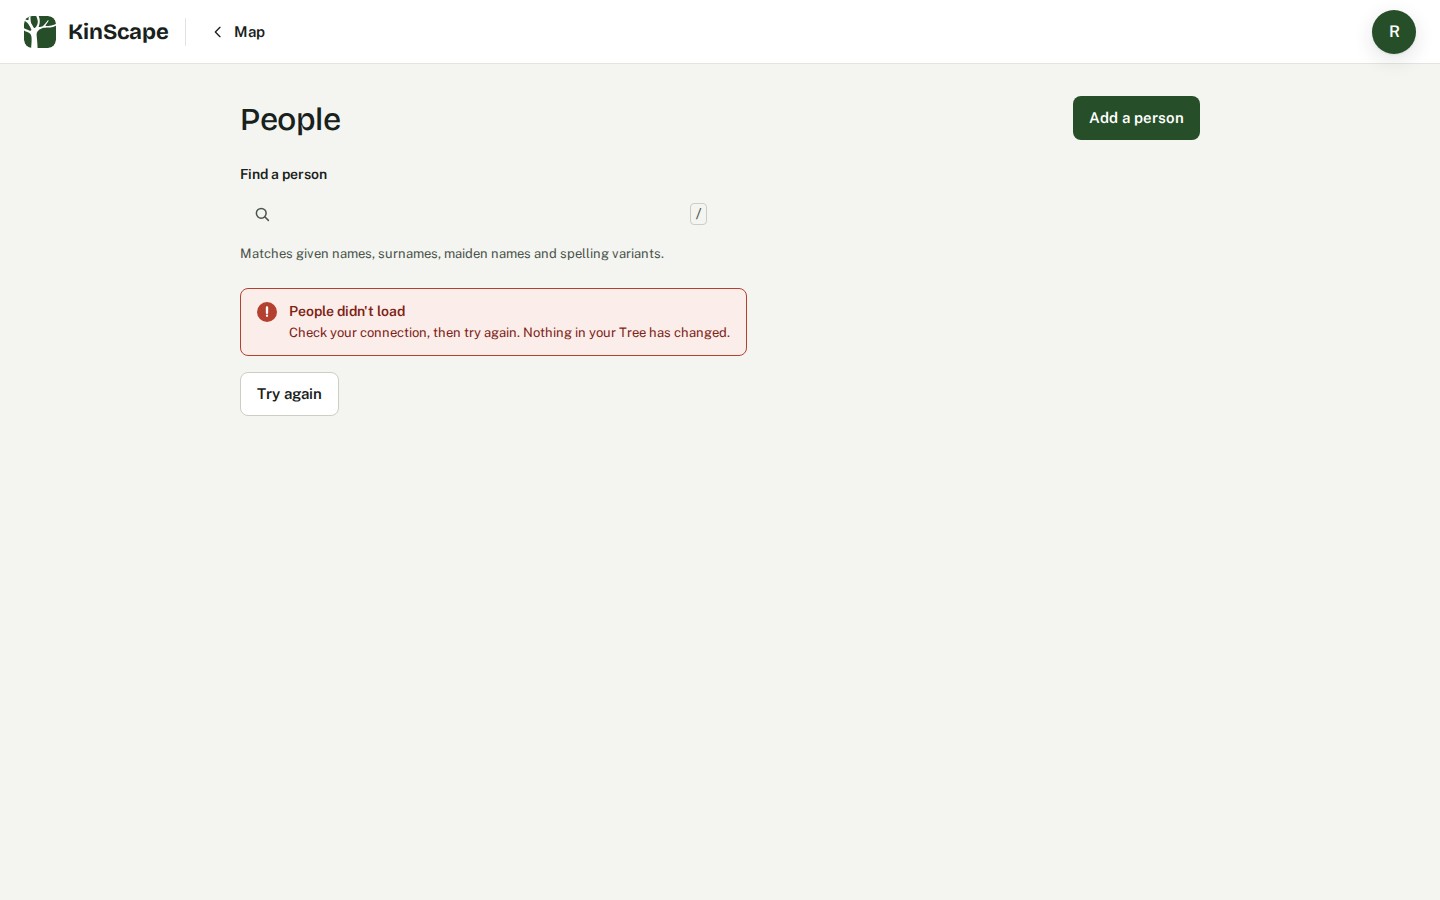 KinScape
Map
R
People
Add a person
Find a person
/
Matches given names, surnames, maiden names and spelling variants.
People didn't load
Check your connection, then try again. Nothing in your Tree has changed.
Try again